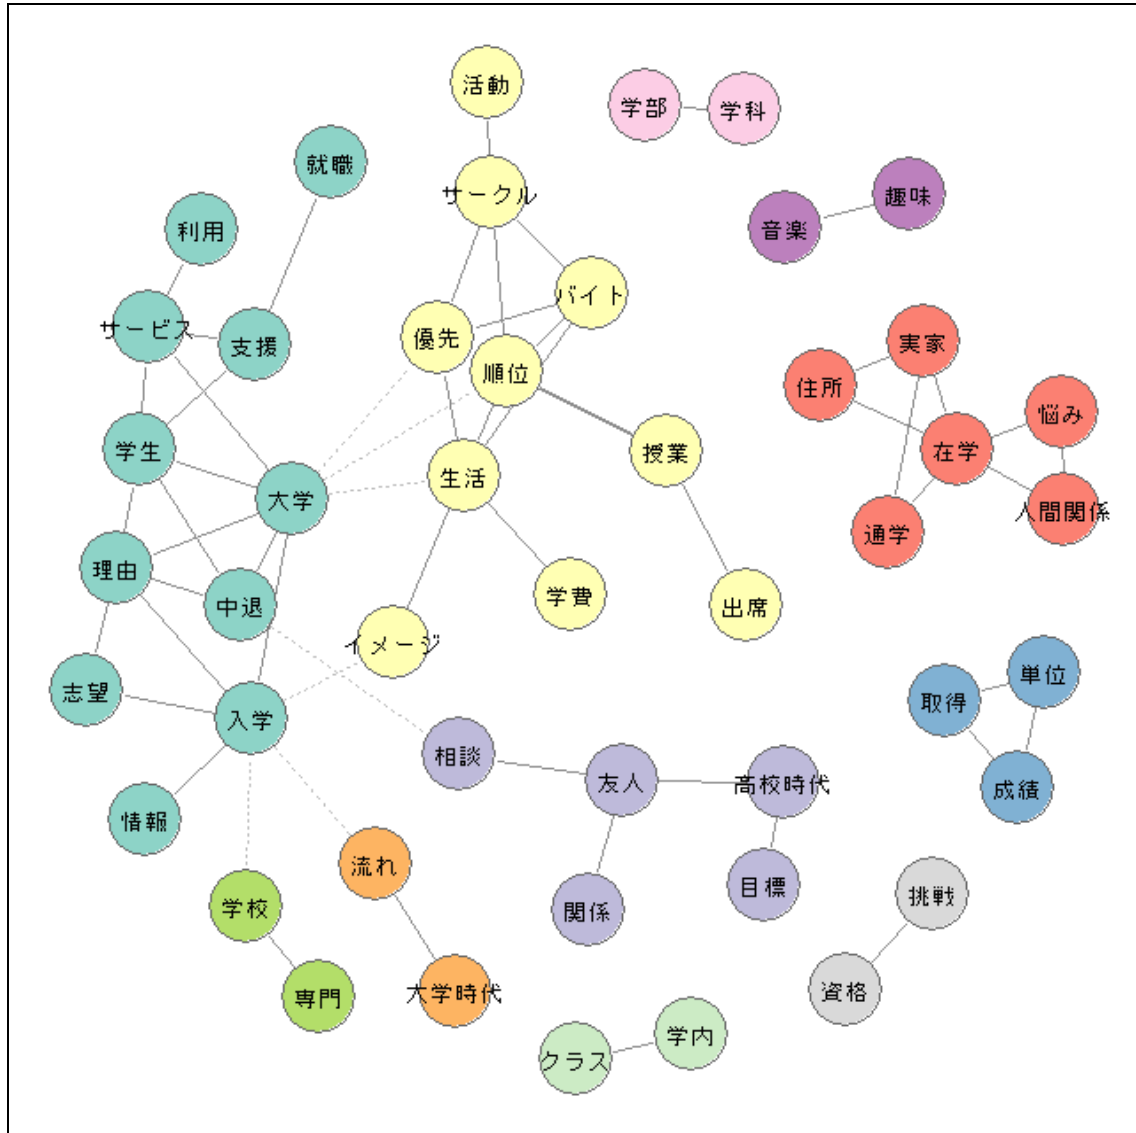 活動
学部
学科
就職
サークル
趣味
利用
音楽
バイト
サービス
支援
優先
順位
実家
住所
悩み
学生
大学
生活
授業
在学
人間関係
通学
理由
中退
学費
出席
イメージ
志望
入学
単位
取得
成績
相談
友人
高校時代
情報
流れ
目標
学校
関係
挑戦
専門
大学時代
資格
学内
クラス